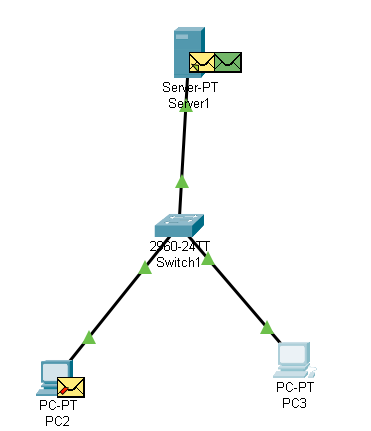 Server-PT
Server1
2960-24TT
Switch1
PC-PT
PC2
PC-PT
PC3